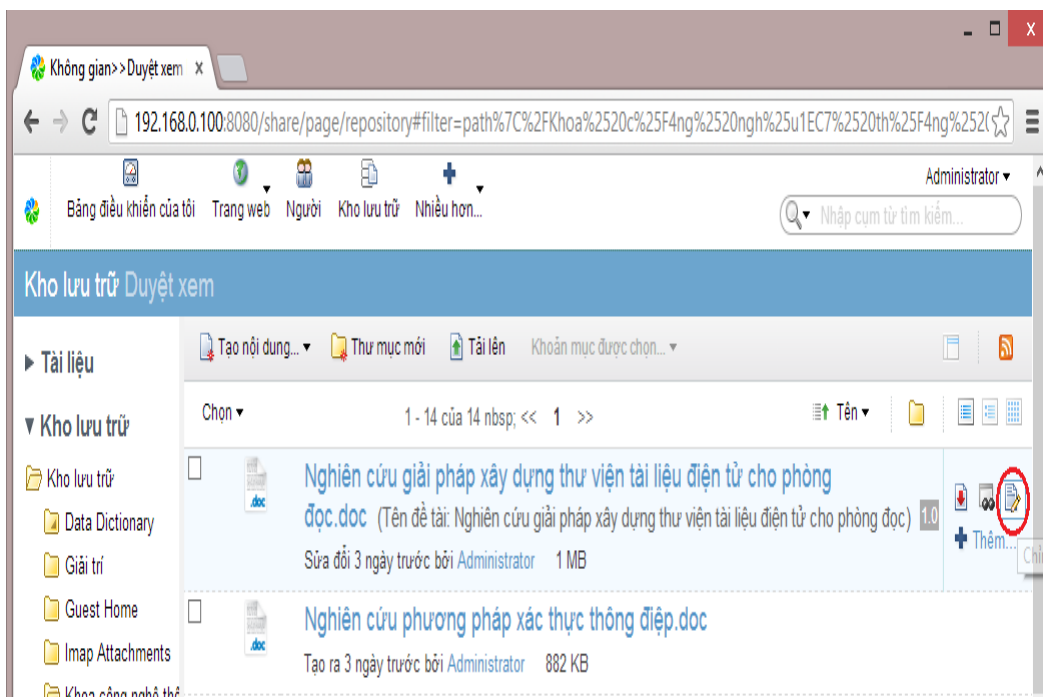 Không gian>>Duyệt xem
192.168.0.100:8080/share/page/repository#filter=path%7C%2FKhoa%2520c%25F4ng%2520ngh%25u1EC7%2520th%25F4ng%252(
Administrator
Bảng điều khiển của tôi Trang web Người Kho lưu trữ Nhiều hơn...
Nhập cụm từ tìm kiếm...
Kho lưu trữ Duyệt xem
Tài liệu
Tạo nội dung... Thư mục mới Tải lên Khoản mục được chọn...
Kho lưu trữ
Chọn 1 - 14 của 14 nbsp; << 1 >> Tên
Kho lưu trữ
Data Dictionary
Giải trí
Guest Home
Imap Attachments
Khoa công nghệ thô
.doc
Nghiên cứu giải pháp xây dựng thư viện tài liệu điện tử cho phòng
đọc.doc (Tên đề tài: Nghiên cứu giải pháp xây dựng thư viện tài liệu điện tử cho phòng đọc) 1.0
Sửa đổi 3 ngày trước bởi Administrator 1 MB
Thêm...
Chỉ
.doc
Nghiên cứu phương pháp xác thực thông điệp.doc
Tạo ra 3 ngày trước bởi Administrator 882 KB